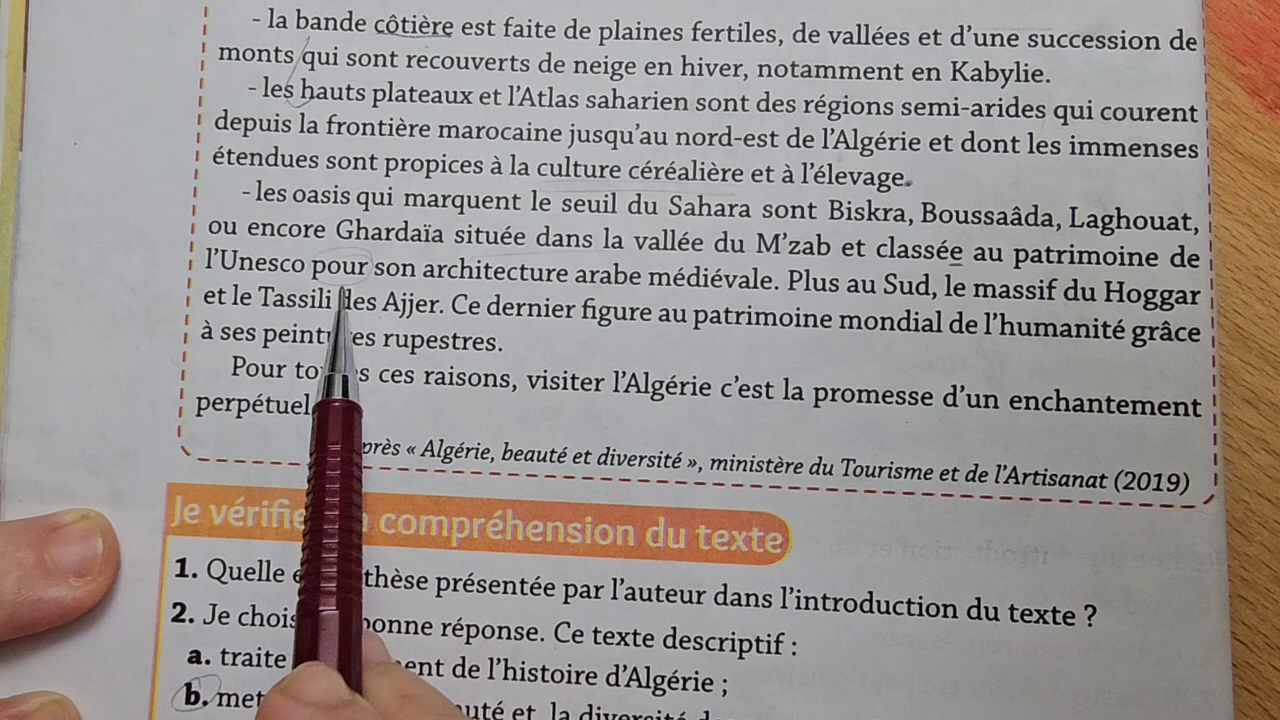 - la bande côtière est faite de plaines fertiles, de vallées et d'une succession de
monts qui sont recouverts de neige en hiver, notamment en Kabylie.
- les hauts plateaux et l'Atlas saharien sont des régions semi-arides qui courent
depuis la frontière marocaine jusqu'au nord-est de l'Algérie et dont les immenses
étendues sont propices à la culture céréalière et à l'élevage.
- les oasis qui marquent le seuil du Sahara sont Biskra, Boussaâda, Laghouat,
ou encore Ghardaïa située dans la vallée du M'zab et classée au patrimoine de
l'Unesco pour son architecture arabe médiévale. Plus au Sud, le massif du Hoggar
et le Tassili des Ajjer. Ce dernier figure au patrimoine mondial de l'humanité grâce
à ses peintures rupestres.
Pour toutes ces raisons, visiter l'Algérie c'est la promesse d'un enchantement
perpétuel
« Algérie, beauté et diversité », ministère du Tourisme et de l'Artisanat (2019)
Je vérifie compréhension du texte
1. Quelle thèse présentée par l'auteur dans l'introduction du texte ?
2. Je choisis bonne réponse. Ce texte descriptif :
a. traite de l'histoire d'Algérie ;
b. met et la diversité